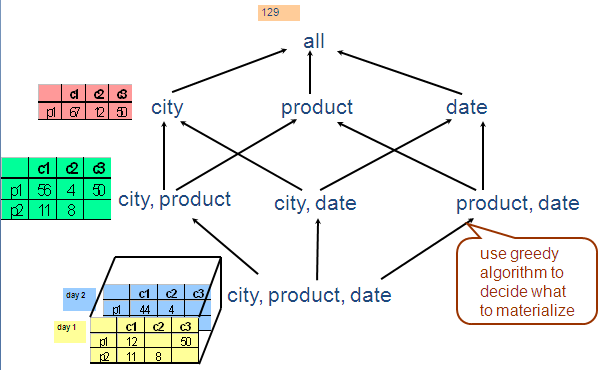 129
all
c1 c2 c3
p1 67 12 50
city
product
date
c1 c2 c3
p1 56 4 50
p2 11 8
city, product
city, date
product, date
use greedy
algorithm to
decide what
to materialize
day 2
c1 c2 c3
p1 44 4
city, product, date
day 1
c1 c2 c3
p1 12 50
p2 11 8